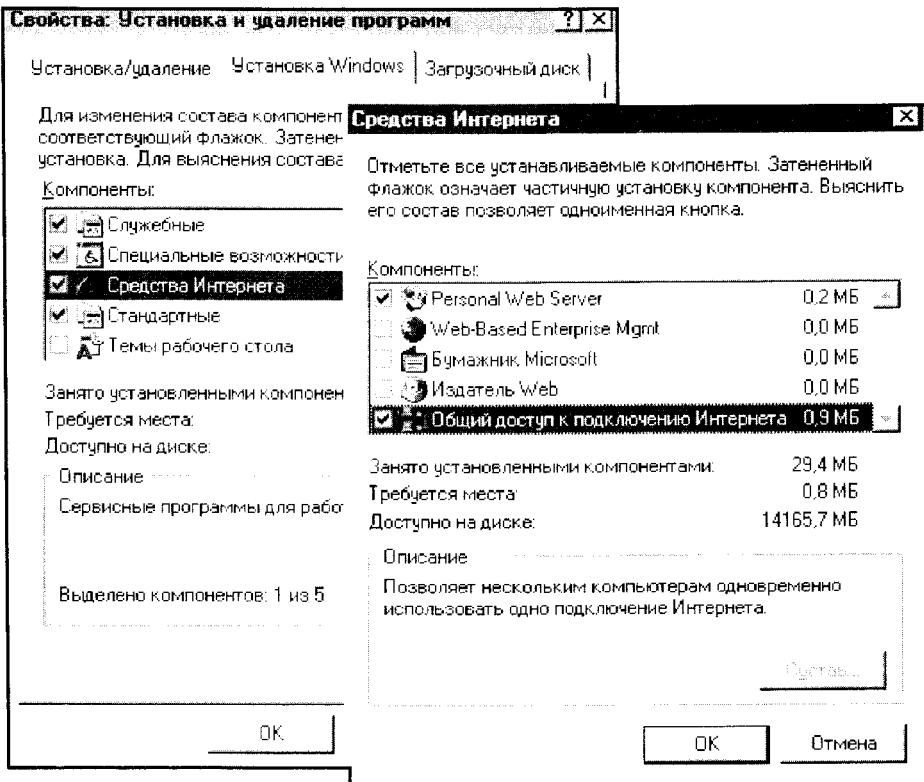 Свойства: Установка и удаление программ
Установка/удаление
Установка Windows
Загрузочный диск
Для изменения состава компонент
соответствующий флажок. Затенен
установка. Для выяснения состава
Компоненты:
Служебные
Специальные возможности
Средства Интернета
Стандартные
Темы рабочего стола
Занято установленными компонен
Требуется места:
Доступно на диске:
Описание
Сервисные программы для рабо
Выделено компонентов: 1 из 5
OK
Средства Интернета
Отметьте все устанавливаемые компоненты. Затененный
флажок означает частичную установку компонента. Выяснить
его состав позволяет одноименная кнопка.
Компоненты:
Personal Web Server 0,2 МБ
Web-Based Enterprise Mgmt 0,0 МБ
Бумажник Microsoft 0,0 МБ
Издатель Web 0,0 МБ
Общий доступ к подключению Интернета 0,9 МБ
Занято установленными компонентами: 29,4 МБ
Требуется места: 0,8 МБ
Доступно на диске: 14165,7 МБ
Описание
Позволяет нескольким компьютерам одновременно
использовать одно подключение Интернета.
Состав...
OK
Отмена